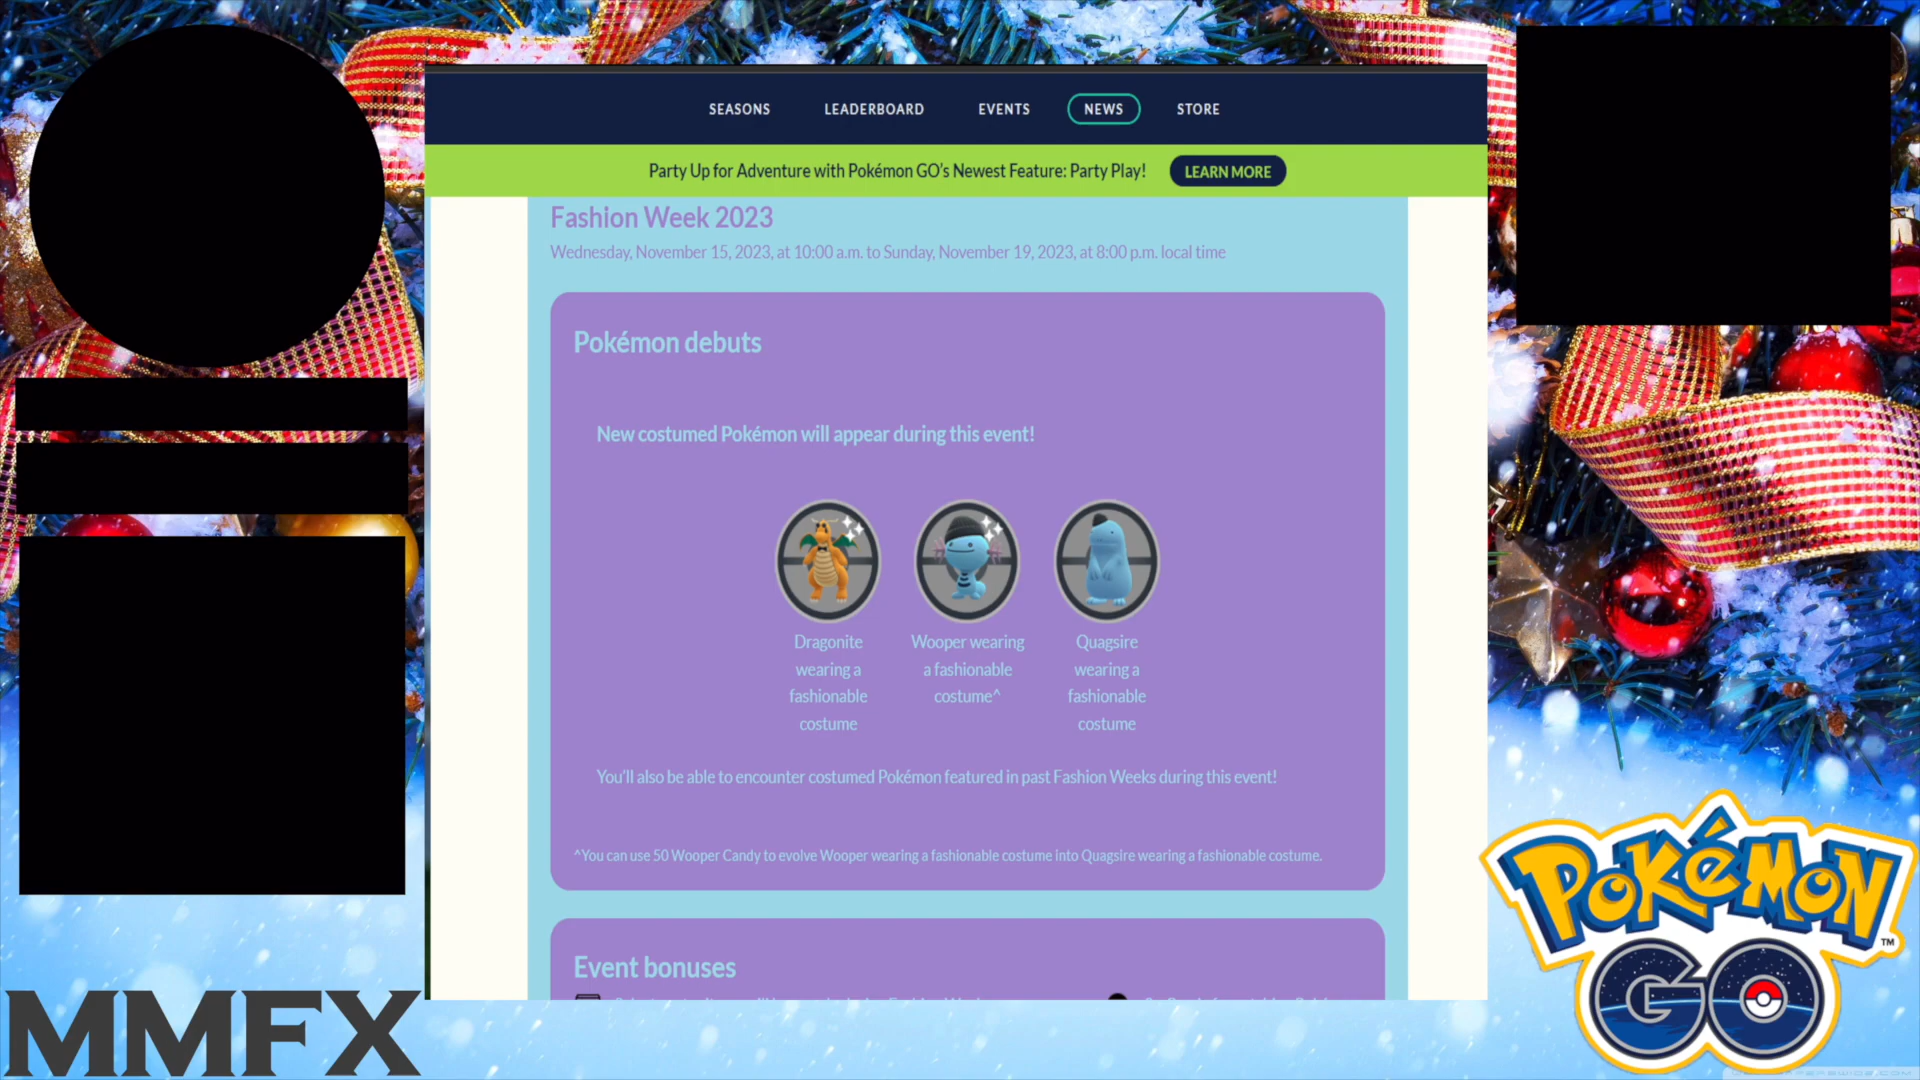 SEASONS LEADERBOARD EVENTS NEWS STORE
Party Up for Adventure with Pokémon GO's Newest Feature: Party Play! LEARN MORE
Fashion Week 2023
Wednesday, November 15, 2023, at 10:00 a.m. to Sunday, November 19, 2023, at 8:00 p.m. local time
Pokémon debuts
New costumed Pokémon will appear during this event!
Dragonite
wearing a
fashionable
costume
Wooper wearing
a fashionable
costume^
Quagsire
wearing a
fashionable
costume
You'll also be able to encounter costumed Pokémon featured in past Fashion Weeks during this event!
^You can use 50 Wooper Candy to evolve Wooper wearing a fashionable costume into Quagsire wearing a fashionable costume.
Event bonuses
MMFX
POKéMON
TM
GO